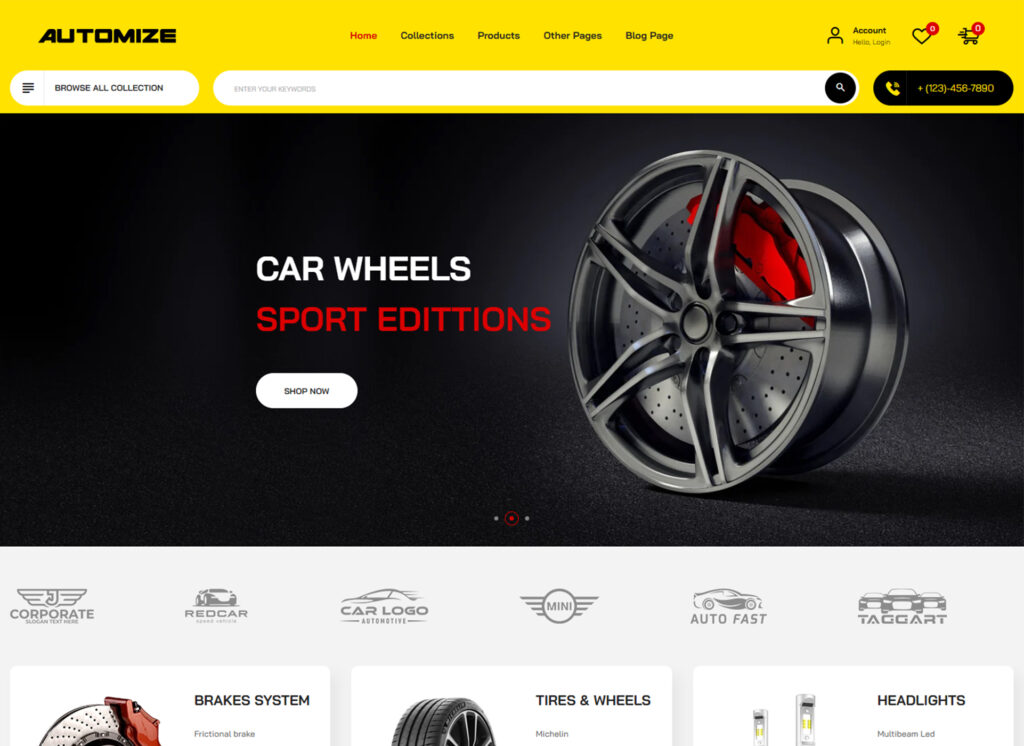 AUTOMIZE
Home Collections Products Other Pages Blog Page
Account
Hello, Login
0
0
BROWSE ALL COLLECTION
ENTER YOUR KEYWORDS
+ (123)-456-7890
CAR WHEELS
SPORT EDITTIONS
SHOP NOW
J
CORPORATE
SLOGAN TEXT HERE
REDCAR
speed vehicle
CAR LOGO
AUTOMOTIVE
MINI
AUTO FAST
TAGGART
BRAKES SYSTEM
Frictional brake
TIRES & WHEELS
Michelin
HEADLIGHTS
Multibeam Led